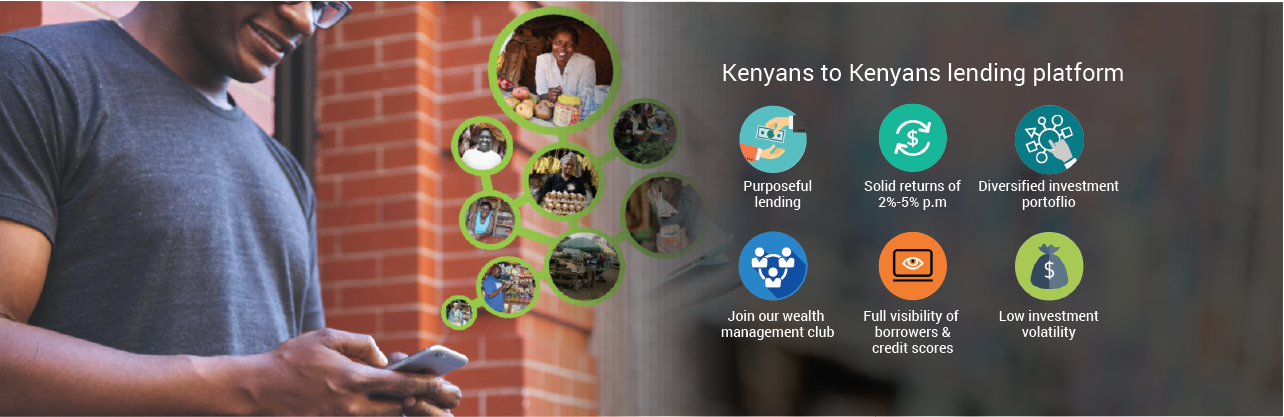 Kenyans to Kenyans lending platform
Purposeful
lending
Solid returns of
2%-5% p.m
Diversified investment
portoflio
Join our wealth
management club
Full visibility of
borrowers &
credit scores
Low investment
volatility